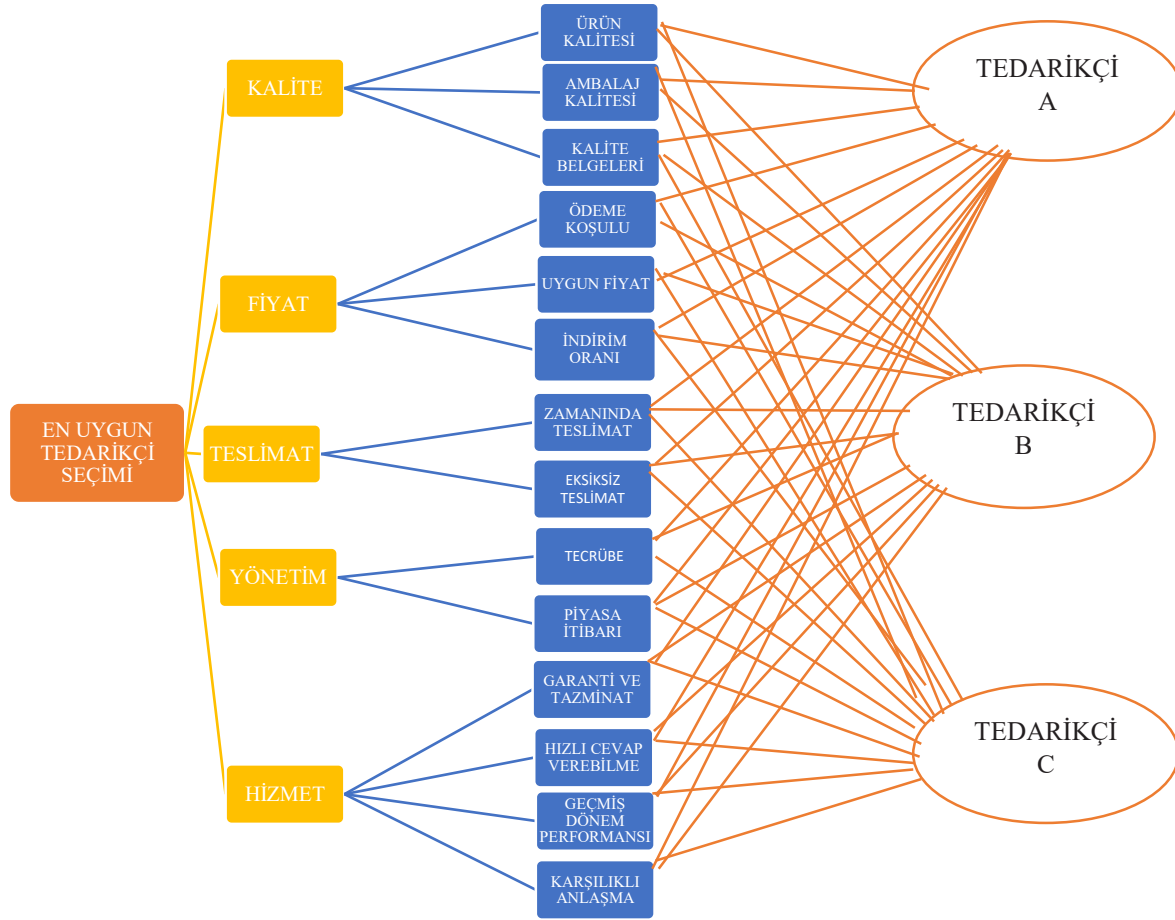 EN UYGUN
TEDARİKÇİ
SEÇİMİ
KALİTE
FİYAT
TESLİMAT
YÖNETİM
HİZMET
ÜRÜN
KALİTESİ
AMBALAJ
KALİTESİ
KALİTE
BELGELERİ
ÖDEME
KOŞULU
UYGUN FİYAT
İNDİRİM
ORANI
ZAMANINDA
TESLİMAT
EKSİKSİZ
TESLİMAT
TECRÜBE
PİYASA
İTİBARI
GARANTİ VE
TAZMİNAT
HIZLI CEVAP
VEREBİLME
GEÇMİŞ
DÖNEM
PERFORMANSI
KARŞILIKLI
ANLAŞMA
TEDARİKÇİ
A
TEDARİKÇİ
B
TEDARİKÇİ
C